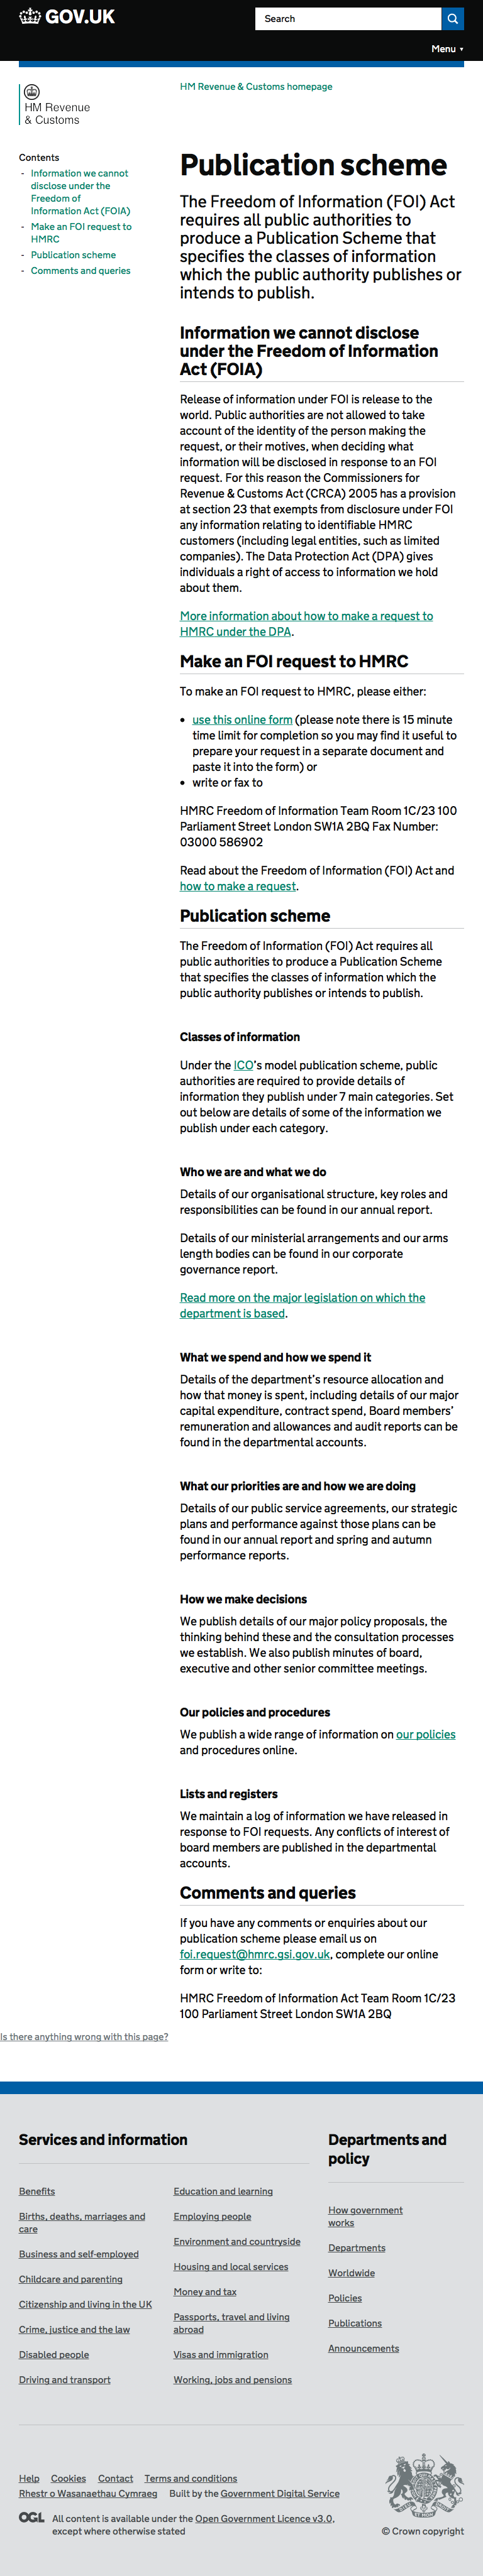 GOV.UK
Search
Menu ▼
HM Revenue
& Customs
HM Revenue & Customs homepage
Contents
- Information we cannot
disclose under the
Freedom of
Information Act (FOIA)
- Make an FOI request to
HMRC
- Publication scheme
- Comments and queries
Publication scheme
The Freedom of Information (FOI) Act
requires all public authorities to
produce a Publication Scheme that
specifies the classes of information
which the public authority publishes or
intends to publish.
Information we cannot disclose
under the Freedom of Information
Act (FOIA)
Release of information under FOI is release to the
world. Public authorities are not allowed to take
account of the identity of the person making the
request, or their motives, when deciding what
information will be disclosed in response to an FOI
request. For this reason the Commissioners for
Revenue & Customs Act (CRCA) 2005 has a provision
at section 23 that exempts from disclosure under FOI
any information relating to identifiable HMRC
customers (including legal entities, such as limited
companies). The Data Protection Act (DPA) gives
individuals a right of access to information we hold
about them.
More information about how to make a request to
HMRC under the DPA.
Make an FOI request to HMRC
To make an FOI request to HMRC, please either:
• use this online form (please note there is 15 minute
time limit for completion so you may find it useful to
prepare your request in a separate document and
paste it into the form) or
• write or fax to
HMRC Freedom of Information Team Room 1C/23 100
Parliament Street London SW1A 2BQ Fax Number:
03000 586902
Read about the Freedom of Information (FOI) Act and
how to make a request.
Publication scheme
The Freedom of Information (FOI) Act requires all
public authorities to produce a Publication Scheme
that specifies the classes of information which the
public authority publishes or intends to publish.
Classes of information
Under the ICO's model publication scheme, public
authorities are required to provide details of
information they publish under 7 main categories. Set
out below are details of some of the information we
publish under each category.
Who we are and what we do
Details of our organisational structure, key roles and
responsibilities can be found in our annual report.
Details of our ministerial arrangements and our arms
length bodies can be found in our corporate
governance report.
Read more on the major legislation on which the
department is based.
What we spend and how we spend it
Details of the department's resource allocation and
how that money is spent, including details of our major
capital expenditure, contract spend, Board members'
remuneration and allowances and audit reports can be
found in the departmental accounts.
What our priorities are and how we are doing
Details of our public service agreements, our strategic
plans and performance against those plans can be
found in our annual report and spring and autumn
performance reports.
How we make decisions
We publish details of our major policy proposals, the
thinking behind these and the consultation processes
we establish. We also publish minutes of board,
executive and other senior committee meetings.
Our policies and procedures
We publish a wide range of information on our policies
and procedures online.
Lists and registers
We maintain a log of information we have released in
response to FOI requests. Any conflicts of interest of
board members are published in the departmental
accounts.
Comments and queries
If you have any comments or enquiries about our
publication scheme please email us on
foi.request@hmrc.gsi.gov.uk, complete our online
form or write to:
HMRC Freedom of Information Act Team Room 1C/23
100 Parliament Street London SW1A 2BQ
Is there anything wrong with this page?
Services and information
Benefits
Births, deaths, marriages and
care
Business and self-employed
Childcare and parenting
Citizenship and living in the UK
Crime, justice and the law
Disabled people
Driving and transport
Education and learning
Employing people
Environment and countryside
Housing and local services
Money and tax
Passports, travel and living
abroad
Visas and immigration
Working, jobs and pensions
Departments and
policy
How government
works
Departments
Worldwide
Policies
Publications
Announcements
Help Cookies Contact Terms and conditions
Rhestr o Wasanaethau Cymraeg Built by the Government Digital Service
OGL All content is available under the Open Government Licence v3.0,
except where otherwise stated
© Crown copyright